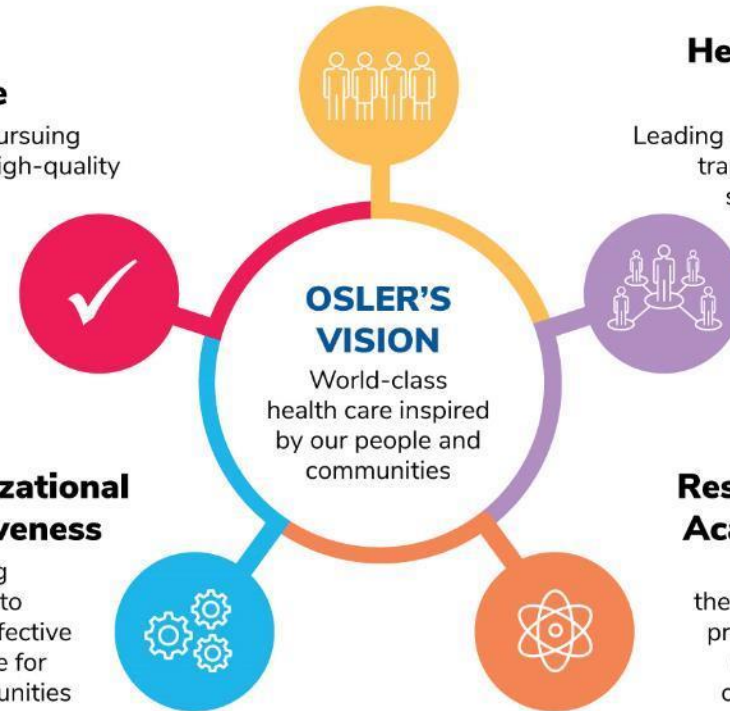 e
ursuing
igh-quality
He
Leading
tra
s
OSLER'S
VISION
World-class
health care inspired
by our people and
communities
zational
iveness
g
to
fective
e for
unities
Res
Aca
the
pr
c